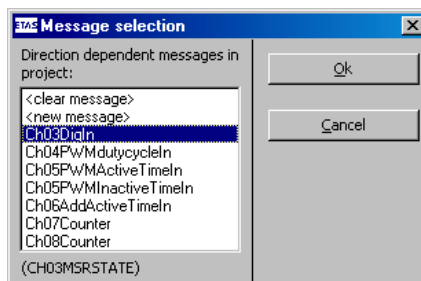 ETAS Message selection
Direction dependent messages in
project:
<clear message>
<new message>
Ch03DigIn
Ch04PWMdutycycleIn
Ch05PWMActiveTimeIn
Ch05PWMInactiveTimeIn
Ch06AddActiveTimeIn
Ch07Counter
Ch08Counter
(CH03MSRSTATE)
Ok
Cancel